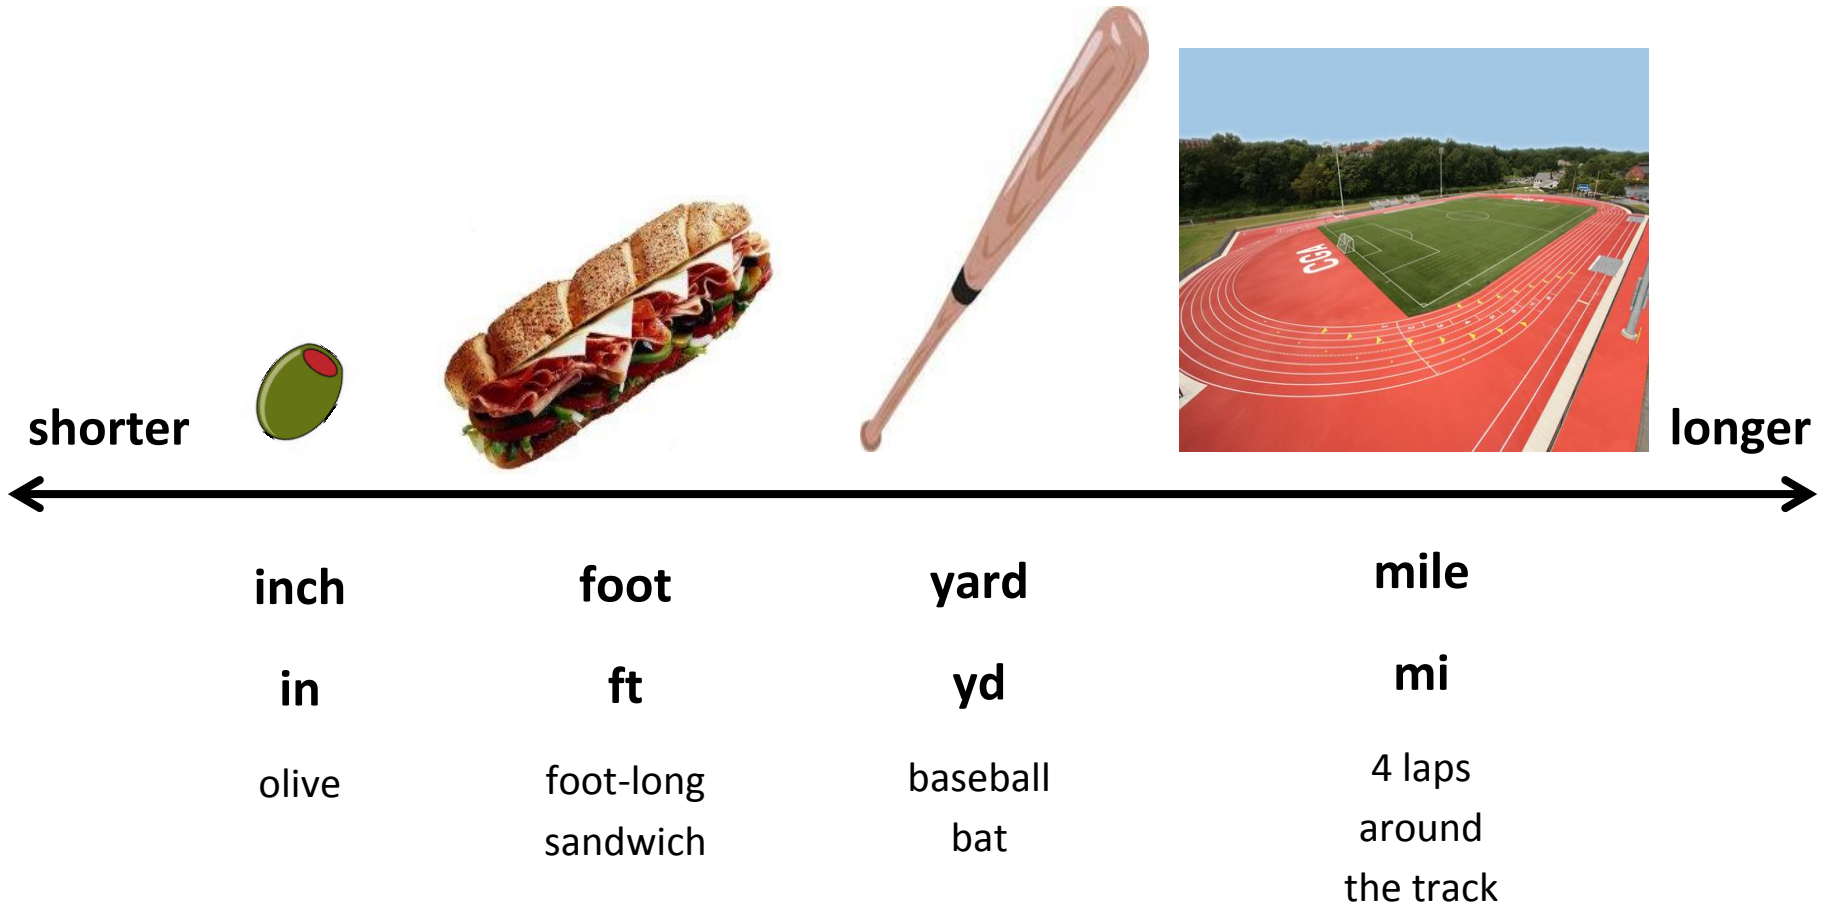 CGA
shorter
longer
inch
foot
yard
mile
in
ft
yd
mi
olive
foot-long
sandwich
baseball
bat
4 laps
around
the track